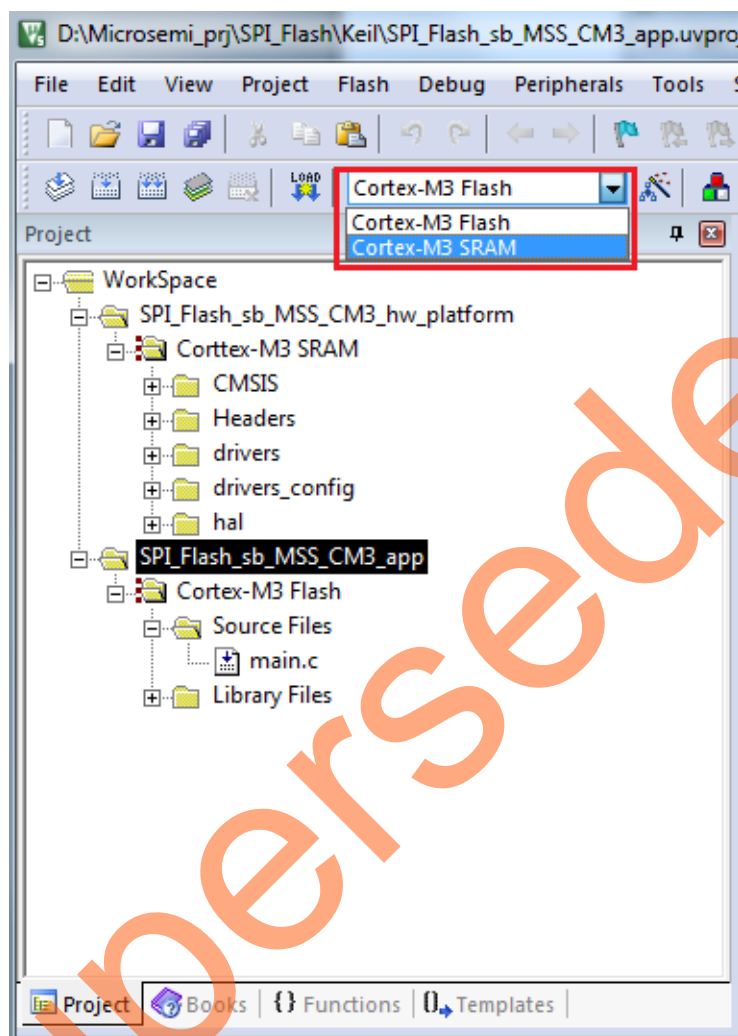 D:\Microsemi_prj\SPI_Flash\Keil\SPI_Flash_sb_MSS_CM3_app.uvproj
File Edit View Project Flash Debug Peripherals Tools
LOAD Cortex-M3 Flash
Cortex-M3 Flash
Cortex-M3 SRAM
Project
WorkSpace
SPI_Flash_sb_MSS_CM3_hw_platform
Corttex-M3 SRAM
CMSIS
Headers
drivers
drivers_config
hal
SPI_Flash_sb_MSS_CM3_app
Cortex-M3 Flash
Source Files
main.c
Library Files
Project Books {} Functions 0 Templates
upersede